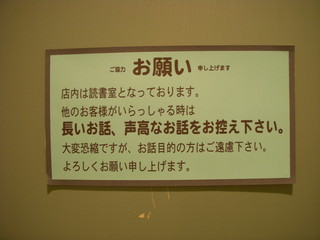 ご協力 お願い 申し上げます
店内は読書室となっております。
他のお客様がいらっしゃる時は
長いお話、声高なお話をお控え下さい。
大変恐縮ですが、お話目的の方はご遠慮下さい。
よろしくお願い申し上げます。